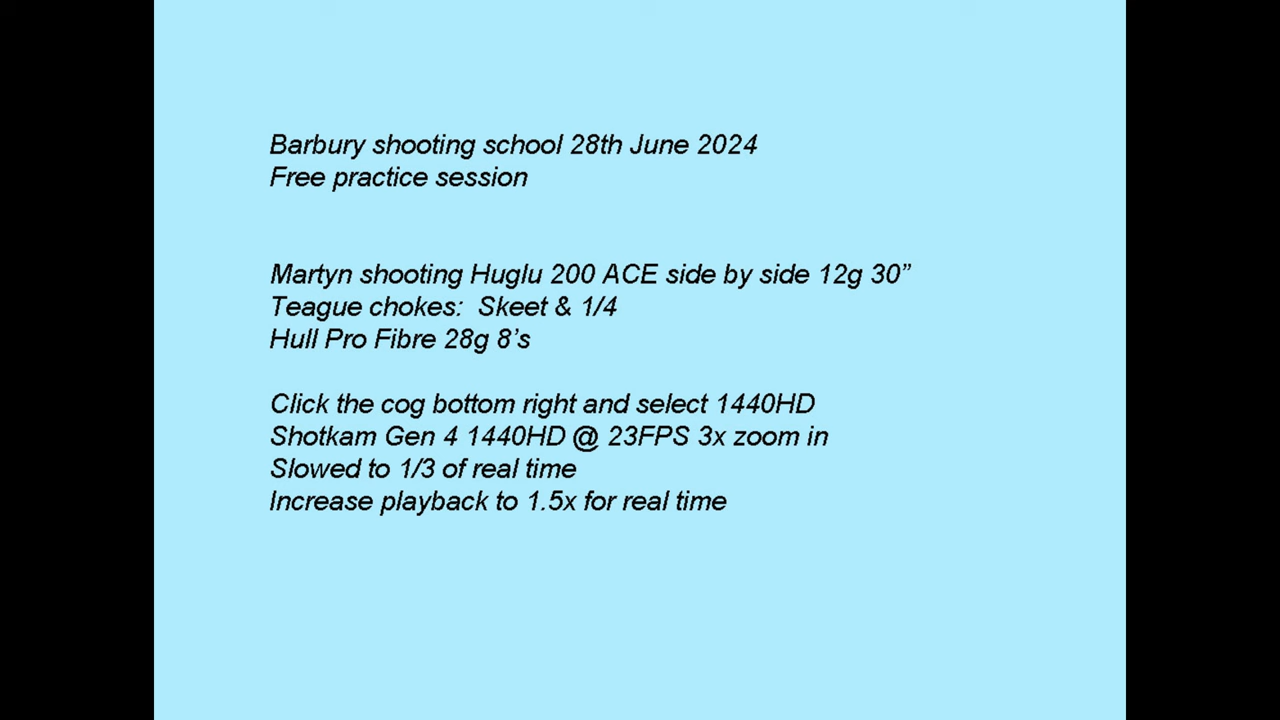 Barbury shooting school 28th June 2024
Free practice session
Martyn shooting Huglu 200 ACE side by side 12g 30”
Teague chokes:  Skeet & 1/4
Hull Pro Fibre 28g 8’s
Click the cog bottom right and select 1440HD
Shotkam Gen 4 1440HD @ 23FPS 3x zoom in
Slowed to 1/3 of real time
Increase playback to 1.5x for real time